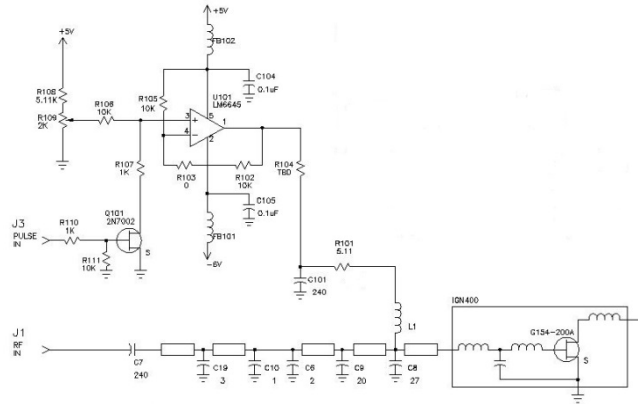 +5V
FB102
+5V
C104
0.1uF
R108
5.11K
R105
10K
U101
LM6645
R106
10K
3
+
5
1
R109
2K
4
-
2
R107
1K
R103
0
R102
10K
R104
TBD
C105
0.1uF
Q101
2N7002
J3
PULSE
IN
R110
1K
S
FB101
R111
10K
-5V
R101
5.11
C101
240
IGN400
L1
G154-200A
J1
RF
IN
S
C7
240
C19
3
C10
1
C6
2
C9
20
C8
27